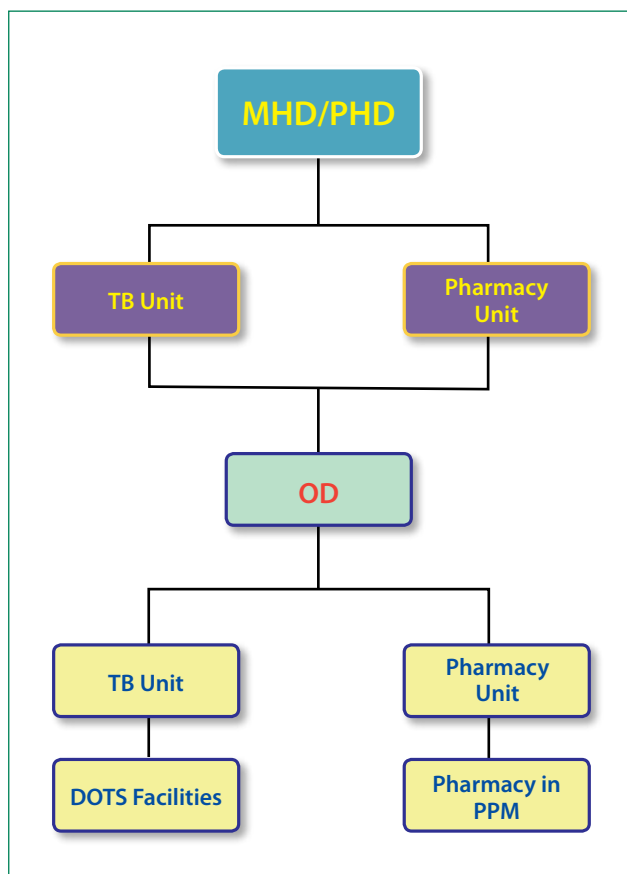 MHD/PHD
TB Unit
Pharmacy
Unit
OD
TB Unit
Pharmacy
Unit
DOTS Facilities
Pharmacy in
PPM